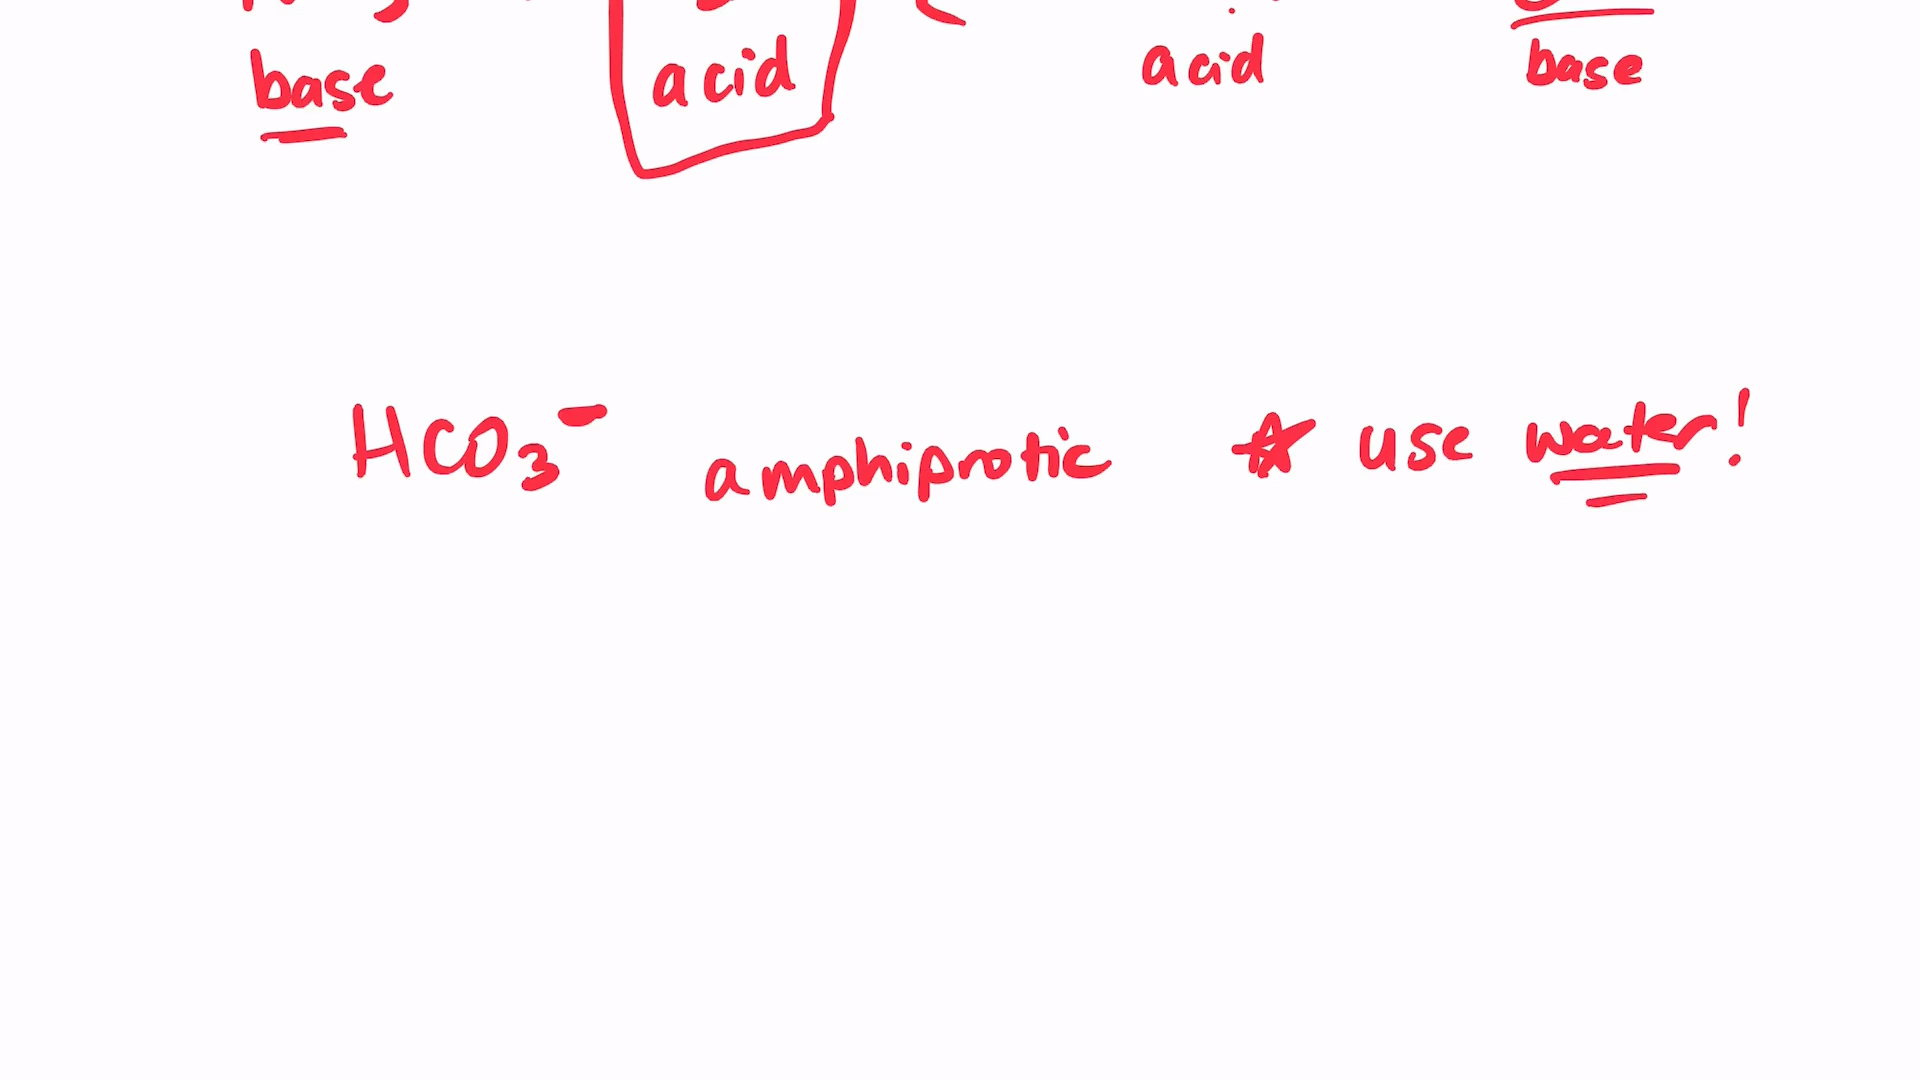 base acid acid base
HCO₃⁻ amphiprotic ☆ use water!